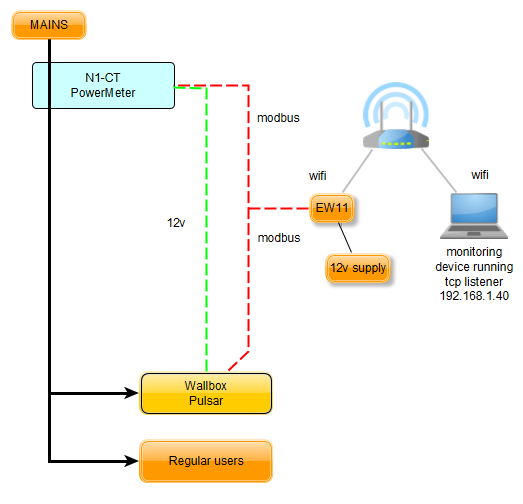 MAINS
N1-CT
PowerMeter
modbus
wifi
wifi
EW11
12v
modbus
12v supply
monitoring
device running
tcp listener
192.168.1.40
Wallbox
Pulsar
Regular users